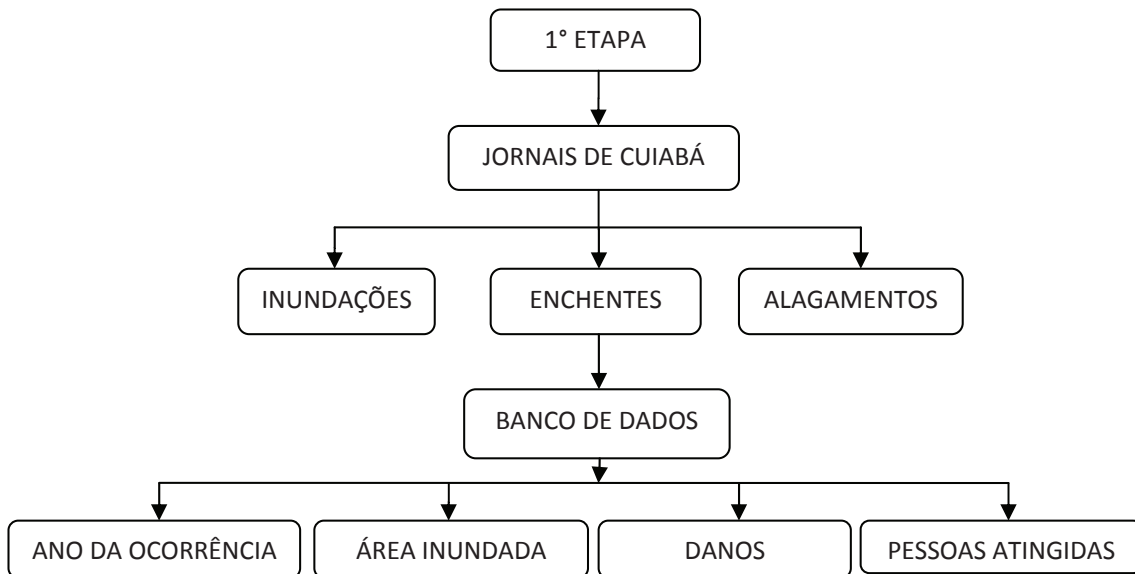 1° ETAPA
JORNAIS DE CUIABÁ
INUNDAÇÕES
ENCHENTES
ALAGAMENTOS
BANCO DE DADOS
ANO DA OCORRÊNCIA
ÁREA INUNDADA
DANOS
PESSOAS ATINGIDAS